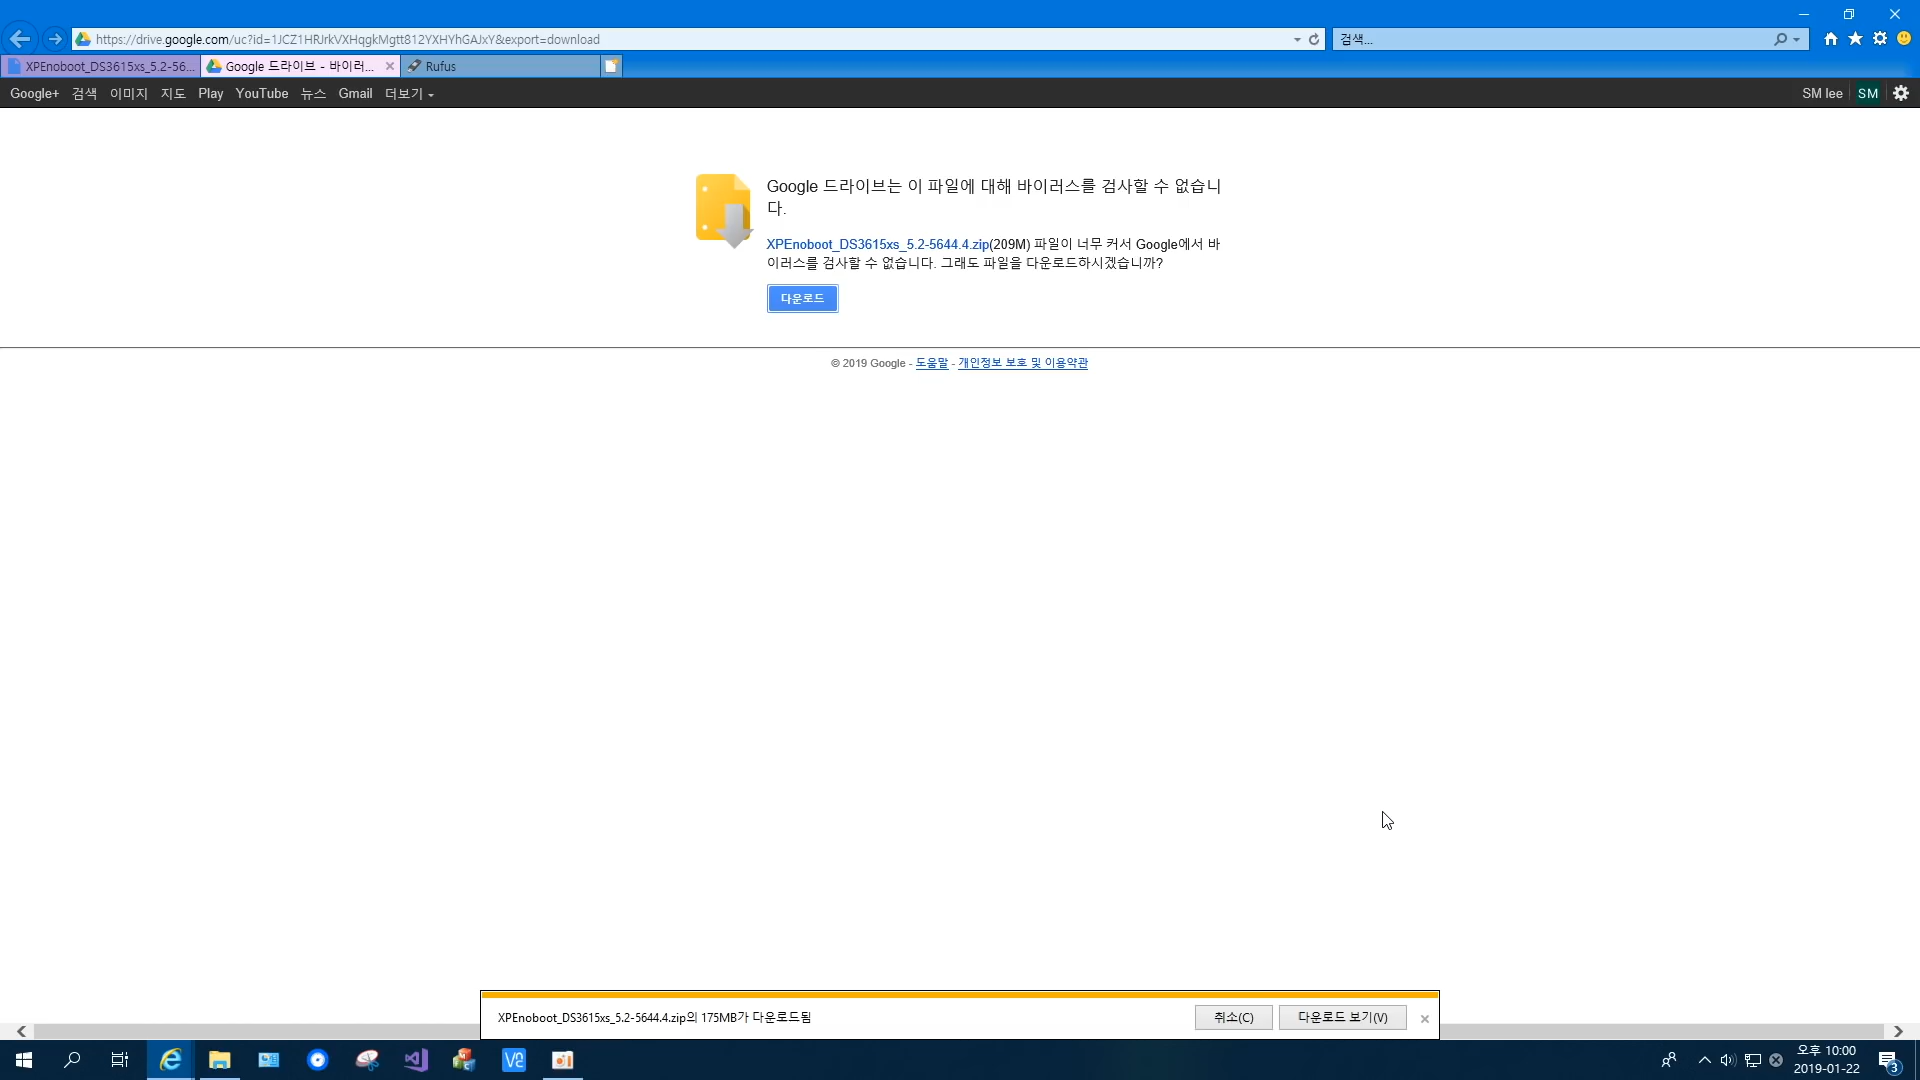 https://drive.google.com/uc?id=1JCZ1HRJrkVXHqgkMgtt812YXHYhGAJxY&export=download
검색...
XPEnoboot_DS3615xs_5.2-56...
Google 드라이브 - 바이러...
Rufus
Google+ 검색 이미지 지도 Play YouTube 뉴스 Gmail 더보기
SM lee SM
Google 드라이브는 이 파일에 대해 바이러스를 검사할 수 없습니
다.
XPEnoboot_DS3615xs_5.2-5644.4.zip(209M) 파일이 너무 커서 Google에서 바
이러스를 검사할 수 없습니다. 그래도 파일을 다운로드하시겠습니까?
다운로드
© 2019 Google - 도움말 - 개인정보 보호 및 이용약관
XPEnoboot_DS3615xs_5.2-5644.4.zip의 175MB가 다운로드됨
취소(C)
다운로드 보기(V)
오후 10:00
2019-01-22
3